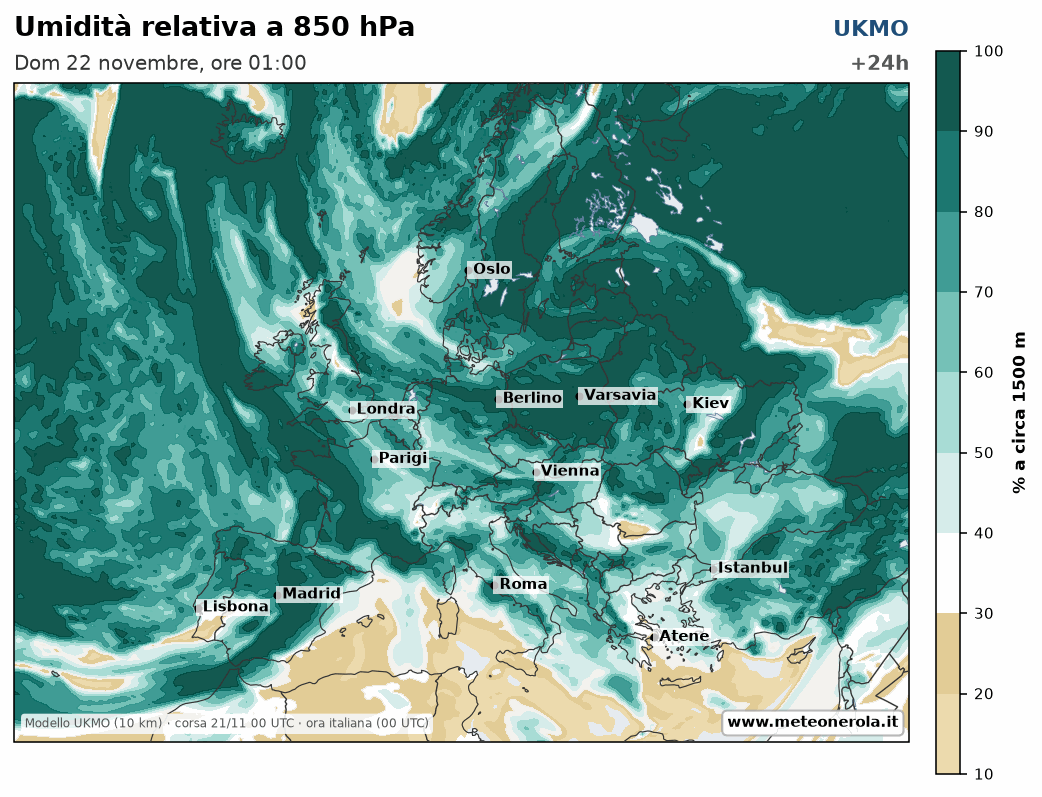 Umidità relativa a 850 hPa
UKMO
Dom 22 novembre, ore 01:00
+24h
100
90
80
70
60
50
40
30
20
10
% a circa 1500 m
Oslo
Berlino
Varsavia
Kiev
Londra
Parigi
Vienna
Istanbul
Roma
Madrid
Lisbona
Atene
Modello UKMO (10 km) · corsa 21/11 00 UTC · ora italiana (00 UTC)
www.meteonerola.it